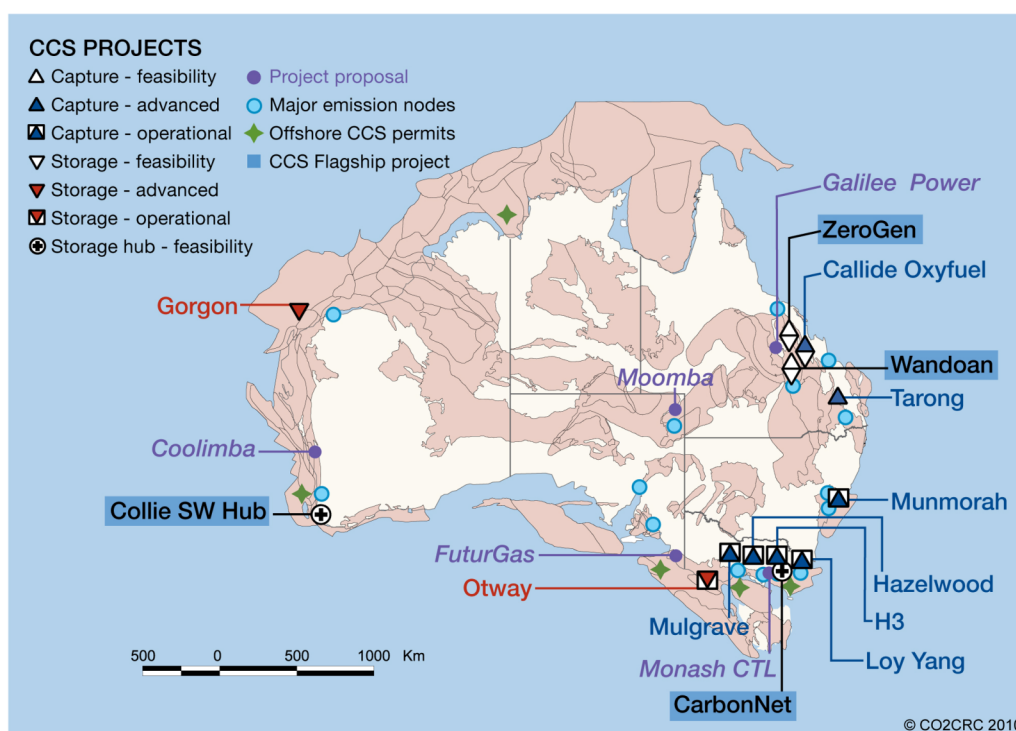 CCS PROJECTS
Capture - feasibility
Capture - advanced
Capture - operational
Storage - feasibility
Storage - advanced
Storage - operational
Storage hub - feasibility
Project proposal
Major emission nodes
Offshore CCS permits
CCS Flagship project
Galilee Power
ZeroGen
Callide Oxyfuel
Gorgon
Wandoan
Moomba
Tarong
Coolimba
Munmorah
Collie SW Hub
FuturGas
Hazelwood
Otway
H3
Mulgrave
Loy Yang
Monash CTL
CarbonNet
500 0 500 1000 Km
© CO2CRC 2010